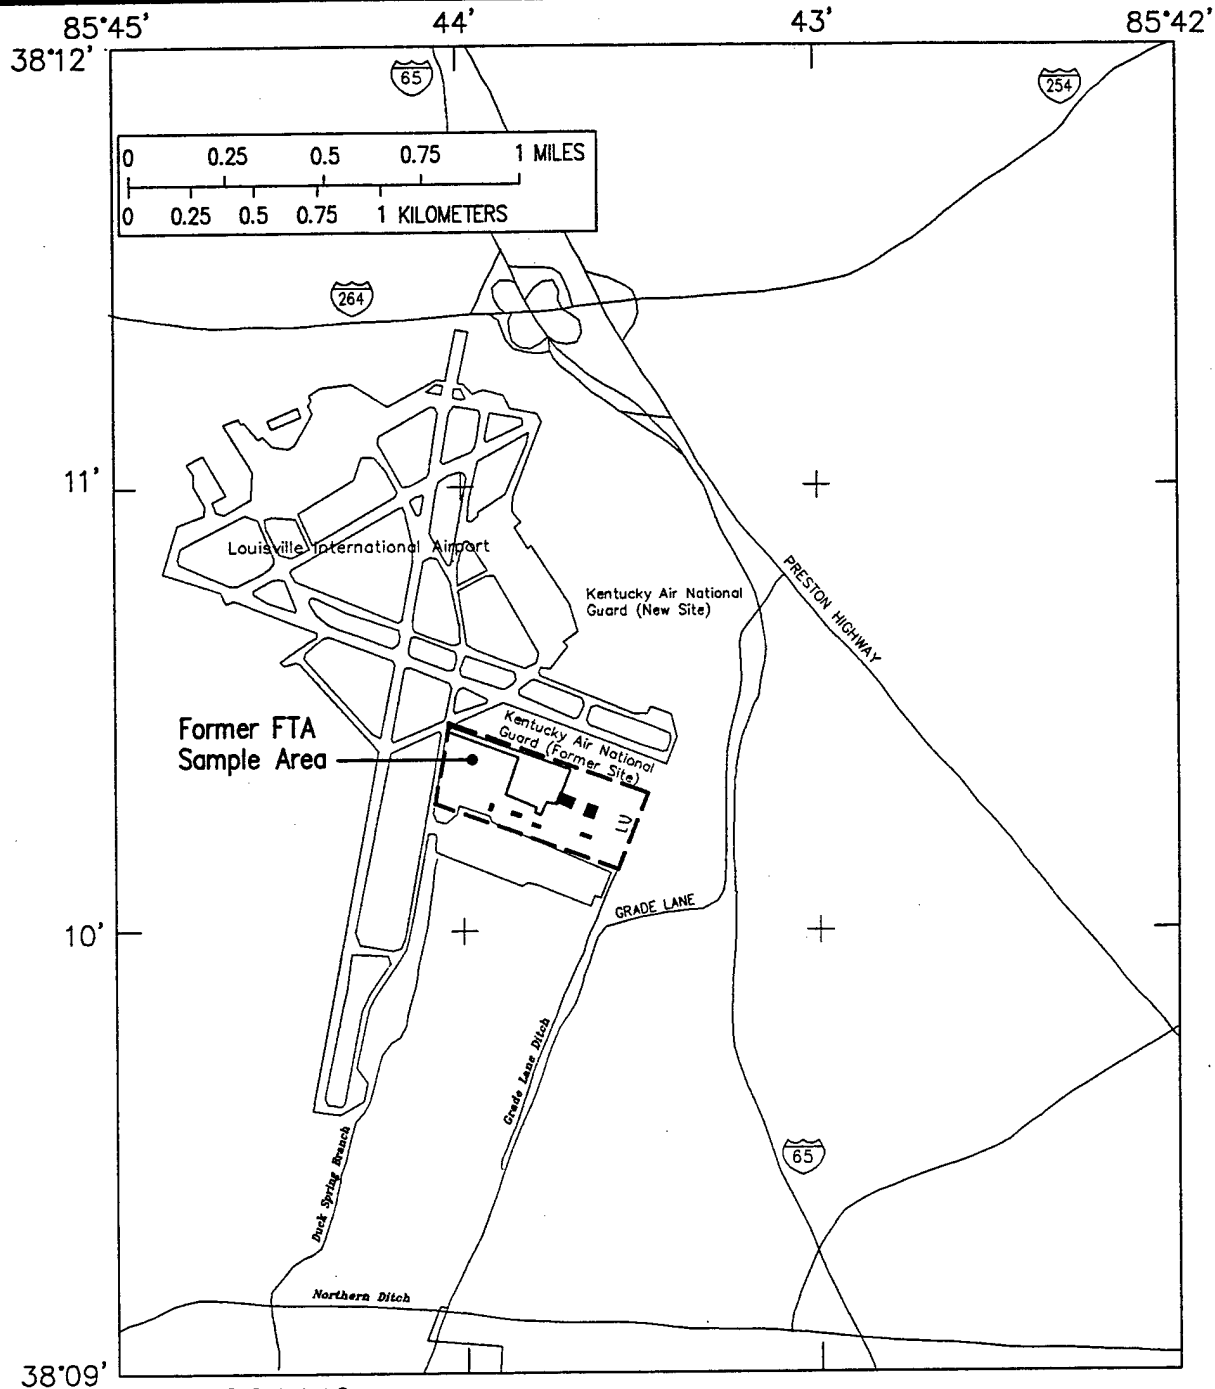 85°45' 44' 43' 85°42'
38°12'
65
254
0 0.25 0.5 0.75 1 MILES
0 0.25 0.5 0.75 1 KILOMETERS
264
11'
Louisville International Airport
Kentucky Air National
Guard (New Site)
PRESTON HIGHWAY
Former FTA
Sample Area
Kentucky Air National
Guard (Former Site)
GRADE LANE
10'
Grade Lane Ditch
Duck Spring Branch
65
Northern Ditch
38°09'